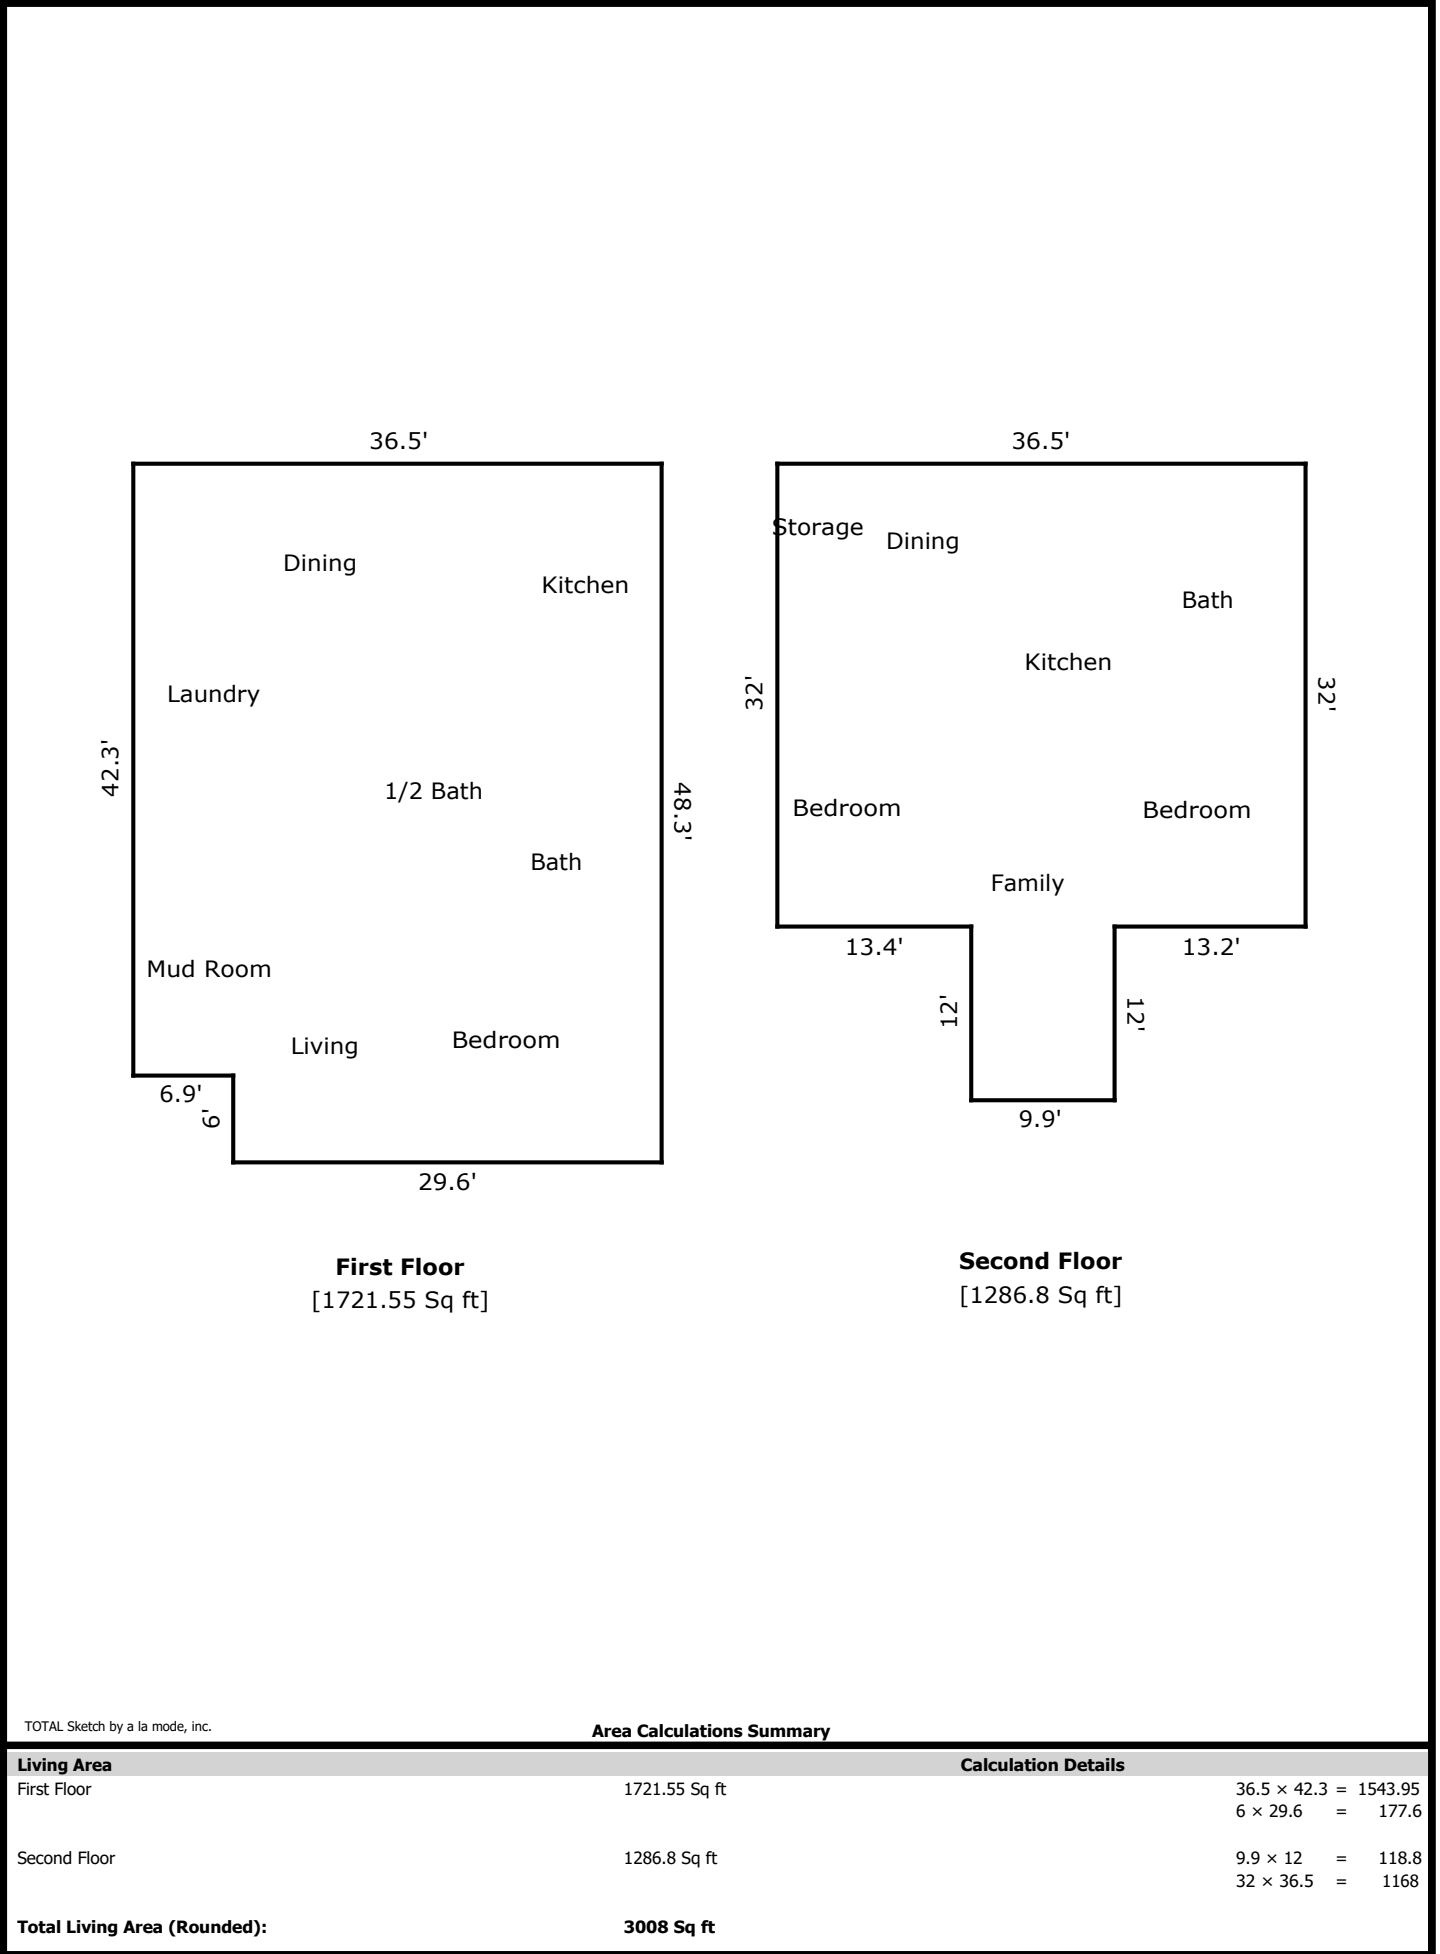 36.5'
36.5'
Storage
Dining
Dining
Kitchen
Bath
Kitchen
32'
32'
Laundry
42.3'
1/2 Bath
48.3'
Bedroom
Bedroom
Bath
Family
13.4'
13.2'
Mud Room
12'
12'
Living
Bedroom
6.9'
6'
9.9'
29.6'
First Floor
[1721.55 Sq ft]
Second Floor
[1286.8 Sq ft]
TOTAL Sketch by a la mode, inc.
Area Calculations Summary
Living Area Calculation Details
First Floor 1721.55 Sq ft 36.5 × 42.3 = 1543.95
6 × 29.6 = 177.6
Second Floor 1286.8 Sq ft 9.9 × 12 = 118.8
32 × 36.5 = 1168
Total Living Area (Rounded): 3008 Sq ft